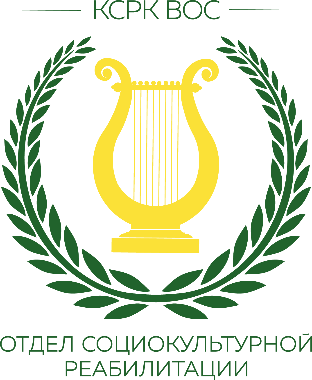 КСРК ВОС
ОТДЕЛ СОЦИОКУЛЬТУРНОЙ
РЕАБИЛИТАЦИИ